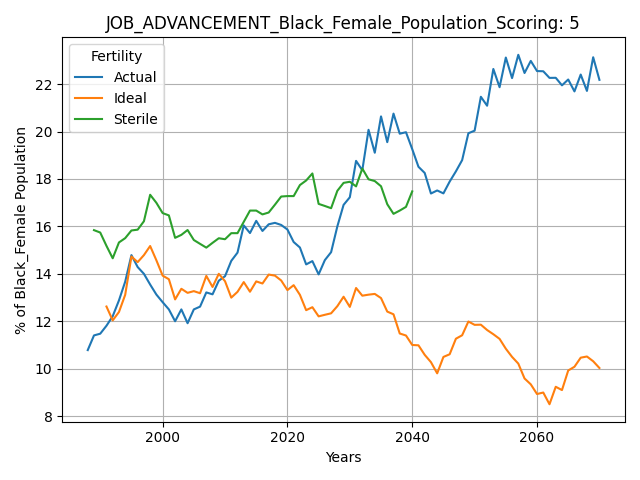 JOB_ADVANCEMENT_Black_Female_Population_Scoring: 5
Fertility
Actual
Ideal
Sterile
% of Black_Female Population
22
20
18
16
14
12
10
8
2000
2020
2040
2060
Years